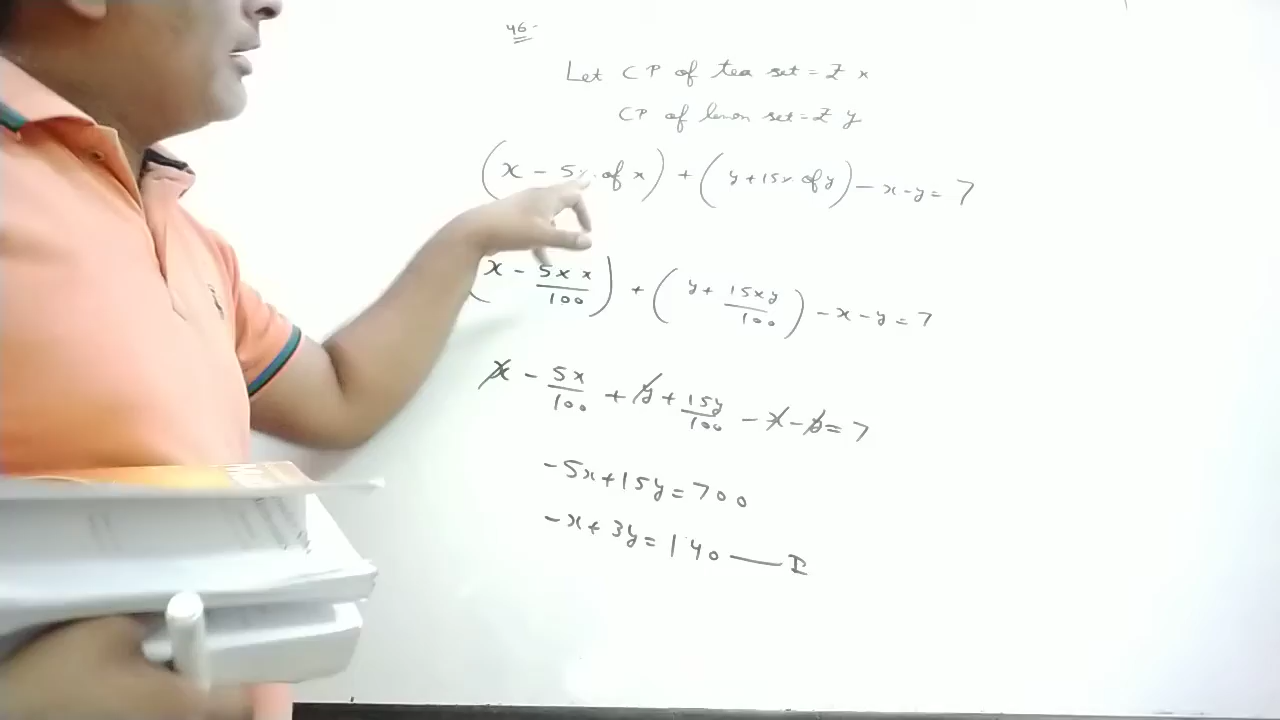 46-
Let CP of tea set = ₹ x
CP of lemon set = ₹ y
(x - 5% of x) + (y + 15% of y) - x - y = 7
(x - 5 × x / 100) + (y + 15 × y / 100) - x - y = 7
x - 5x/100 + y + 15y/100 - x - y = 7
-5x + 15y = 700
-x + 3y = 140 — I